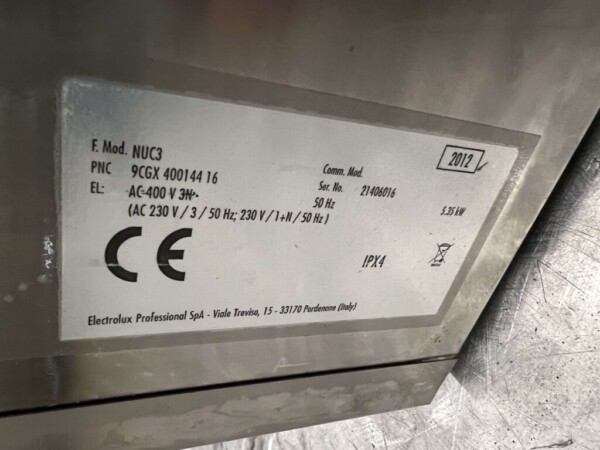 2012
F. Mod. NUC3 Comm. Mod.
PNC 9CGX 400144 16 Ser. No. 21406016
EL: AC 400 V 3N 50 Hz 5.35 kW
(AC 230 V / 3 / 50 Hz; 230 V / 1+N / 50 Hz )
CE IPX4
Electrolux Professional SpA - Viale Treviso, 15 - 33170 Pordenone (Italy)